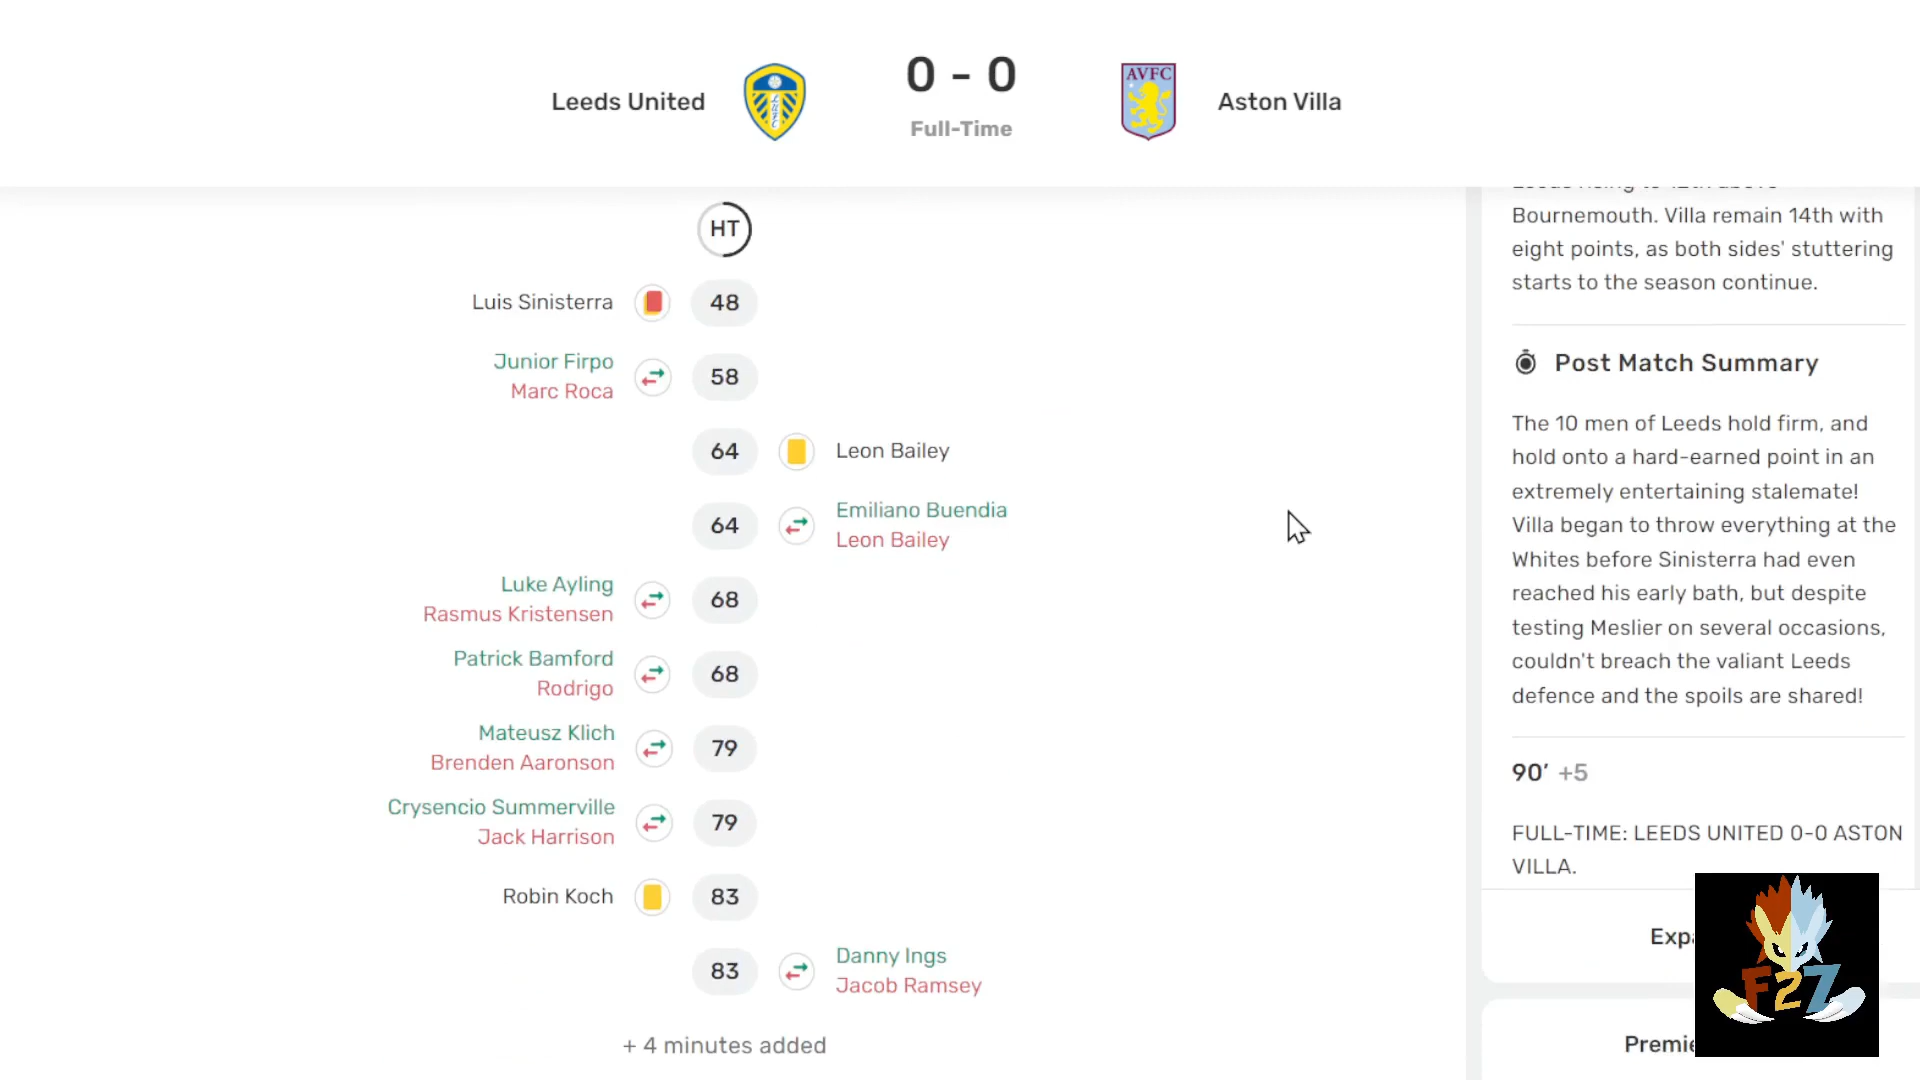 Leeds United
0 - 0
Full-Time
AVFC
Aston Villa
HT
Luis Sinisterra
48
Junior Firpo
Marc Roca
58
64
Leon Bailey
64
Emiliano Buendia
Leon Bailey
Luke Ayling
Rasmus Kristensen
68
Patrick Bamford
Rodrigo
68
Mateusz Klich
Brenden Aaronson
79
Crysencio Summerville
Jack Harrison
79
Robin Koch
83
83
Danny Ings
Jacob Ramsey
+ 4 minutes added
Bournemouth. Villa remain 14th with
eight points, as both sides' stuttering
starts to the season continue.
Post Match Summary
The 10 men of Leeds hold firm, and
hold onto a hard-earned point in an
extremely entertaining stalemate!
Villa began to throw everything at the
Whites before Sinisterra had even
reached his early bath, but despite
testing Meslier on several occasions,
couldn't breach the valiant Leeds
defence and the spoils are shared!
90' +5
FULL-TIME: LEEDS UNITED 0-0 ASTON
VILLA.
Expa
Premie
F2Z